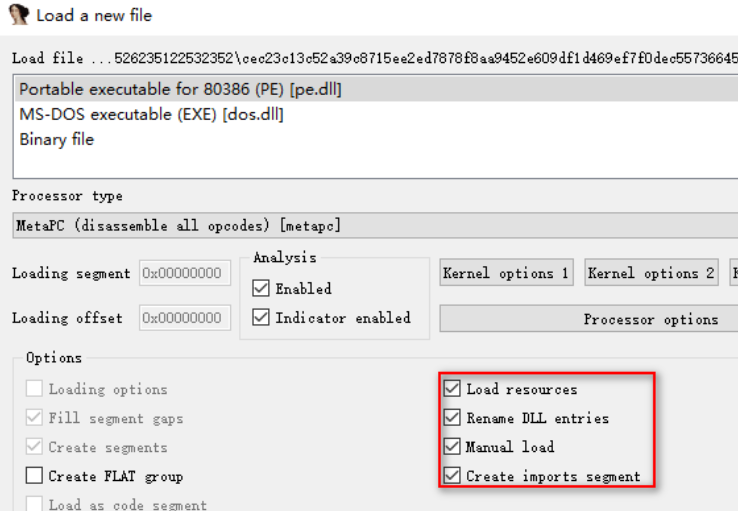 Load a new file
Load file ...526235122532352\cec23c13c52a39c8715ee2ed7878f8aa9452e609df1d469ef7f0dec55736645
Portable executable for 80386 (PE) [pe.dll]
MS-DOS executable (EXE) [dos.dll]
Binary file
Processor type
MetaPC (disassemble all opcodes) [metapc]
Analysis
Loading segment 0x00000000 Enabled Kernel options 1 Kernel options 2
Loading offset 0x00000000 Indicator enabled Processor options
Options
Loading options Load resources
Fill segment gaps Rename DLL entries
Create segments Manual load
Create FLAT group Create imports segment
Load as code segment